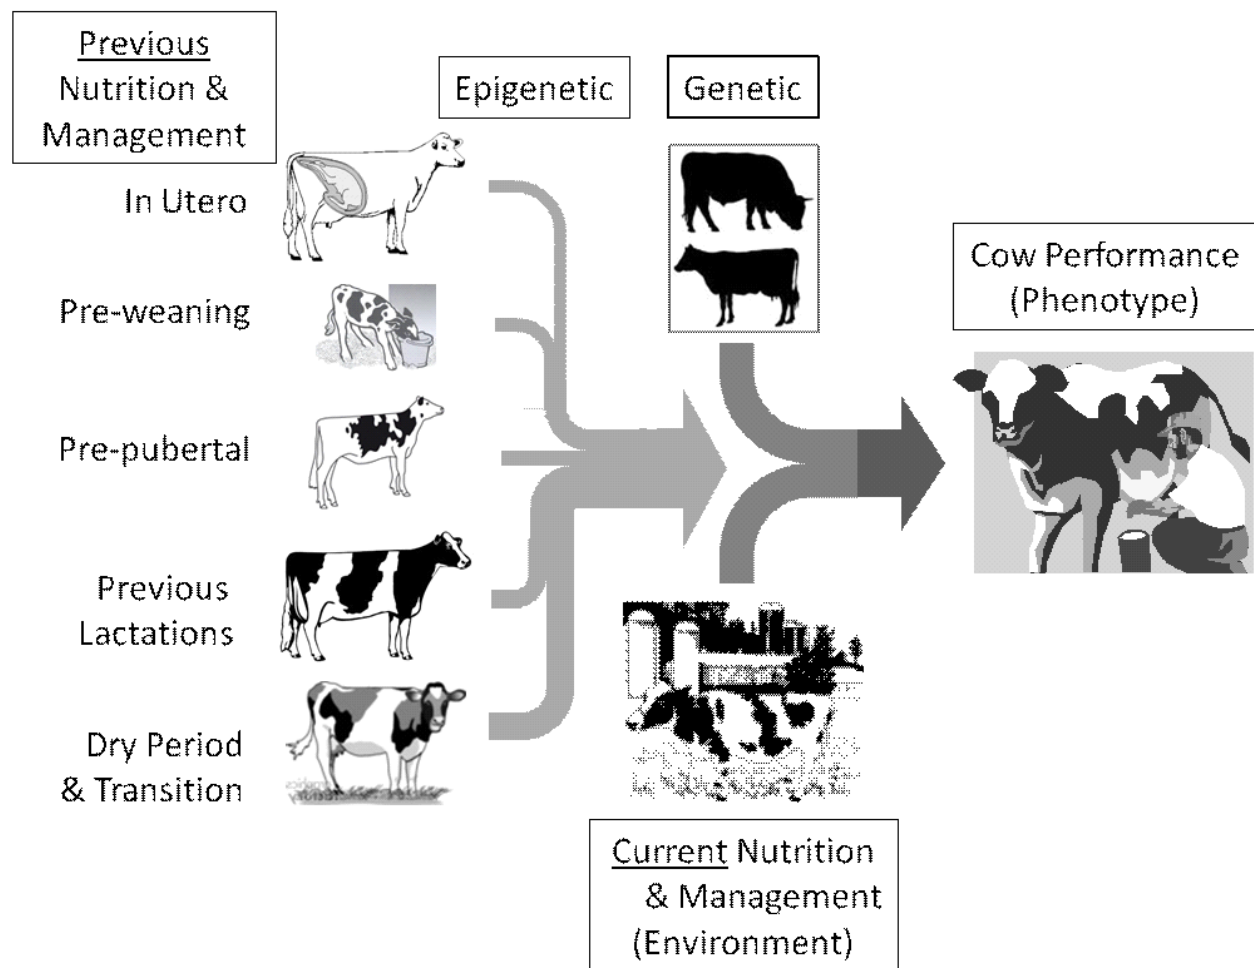 Previous
Nutrition &
Management
Epigenetic
Genetic
In Utero
Pre-weaning
Pre-pubertal
Previous
Lactations
Dry Period
& Transition
Cow Performance
(Phenotype)
Current Nutrition
& Management
(Environment)